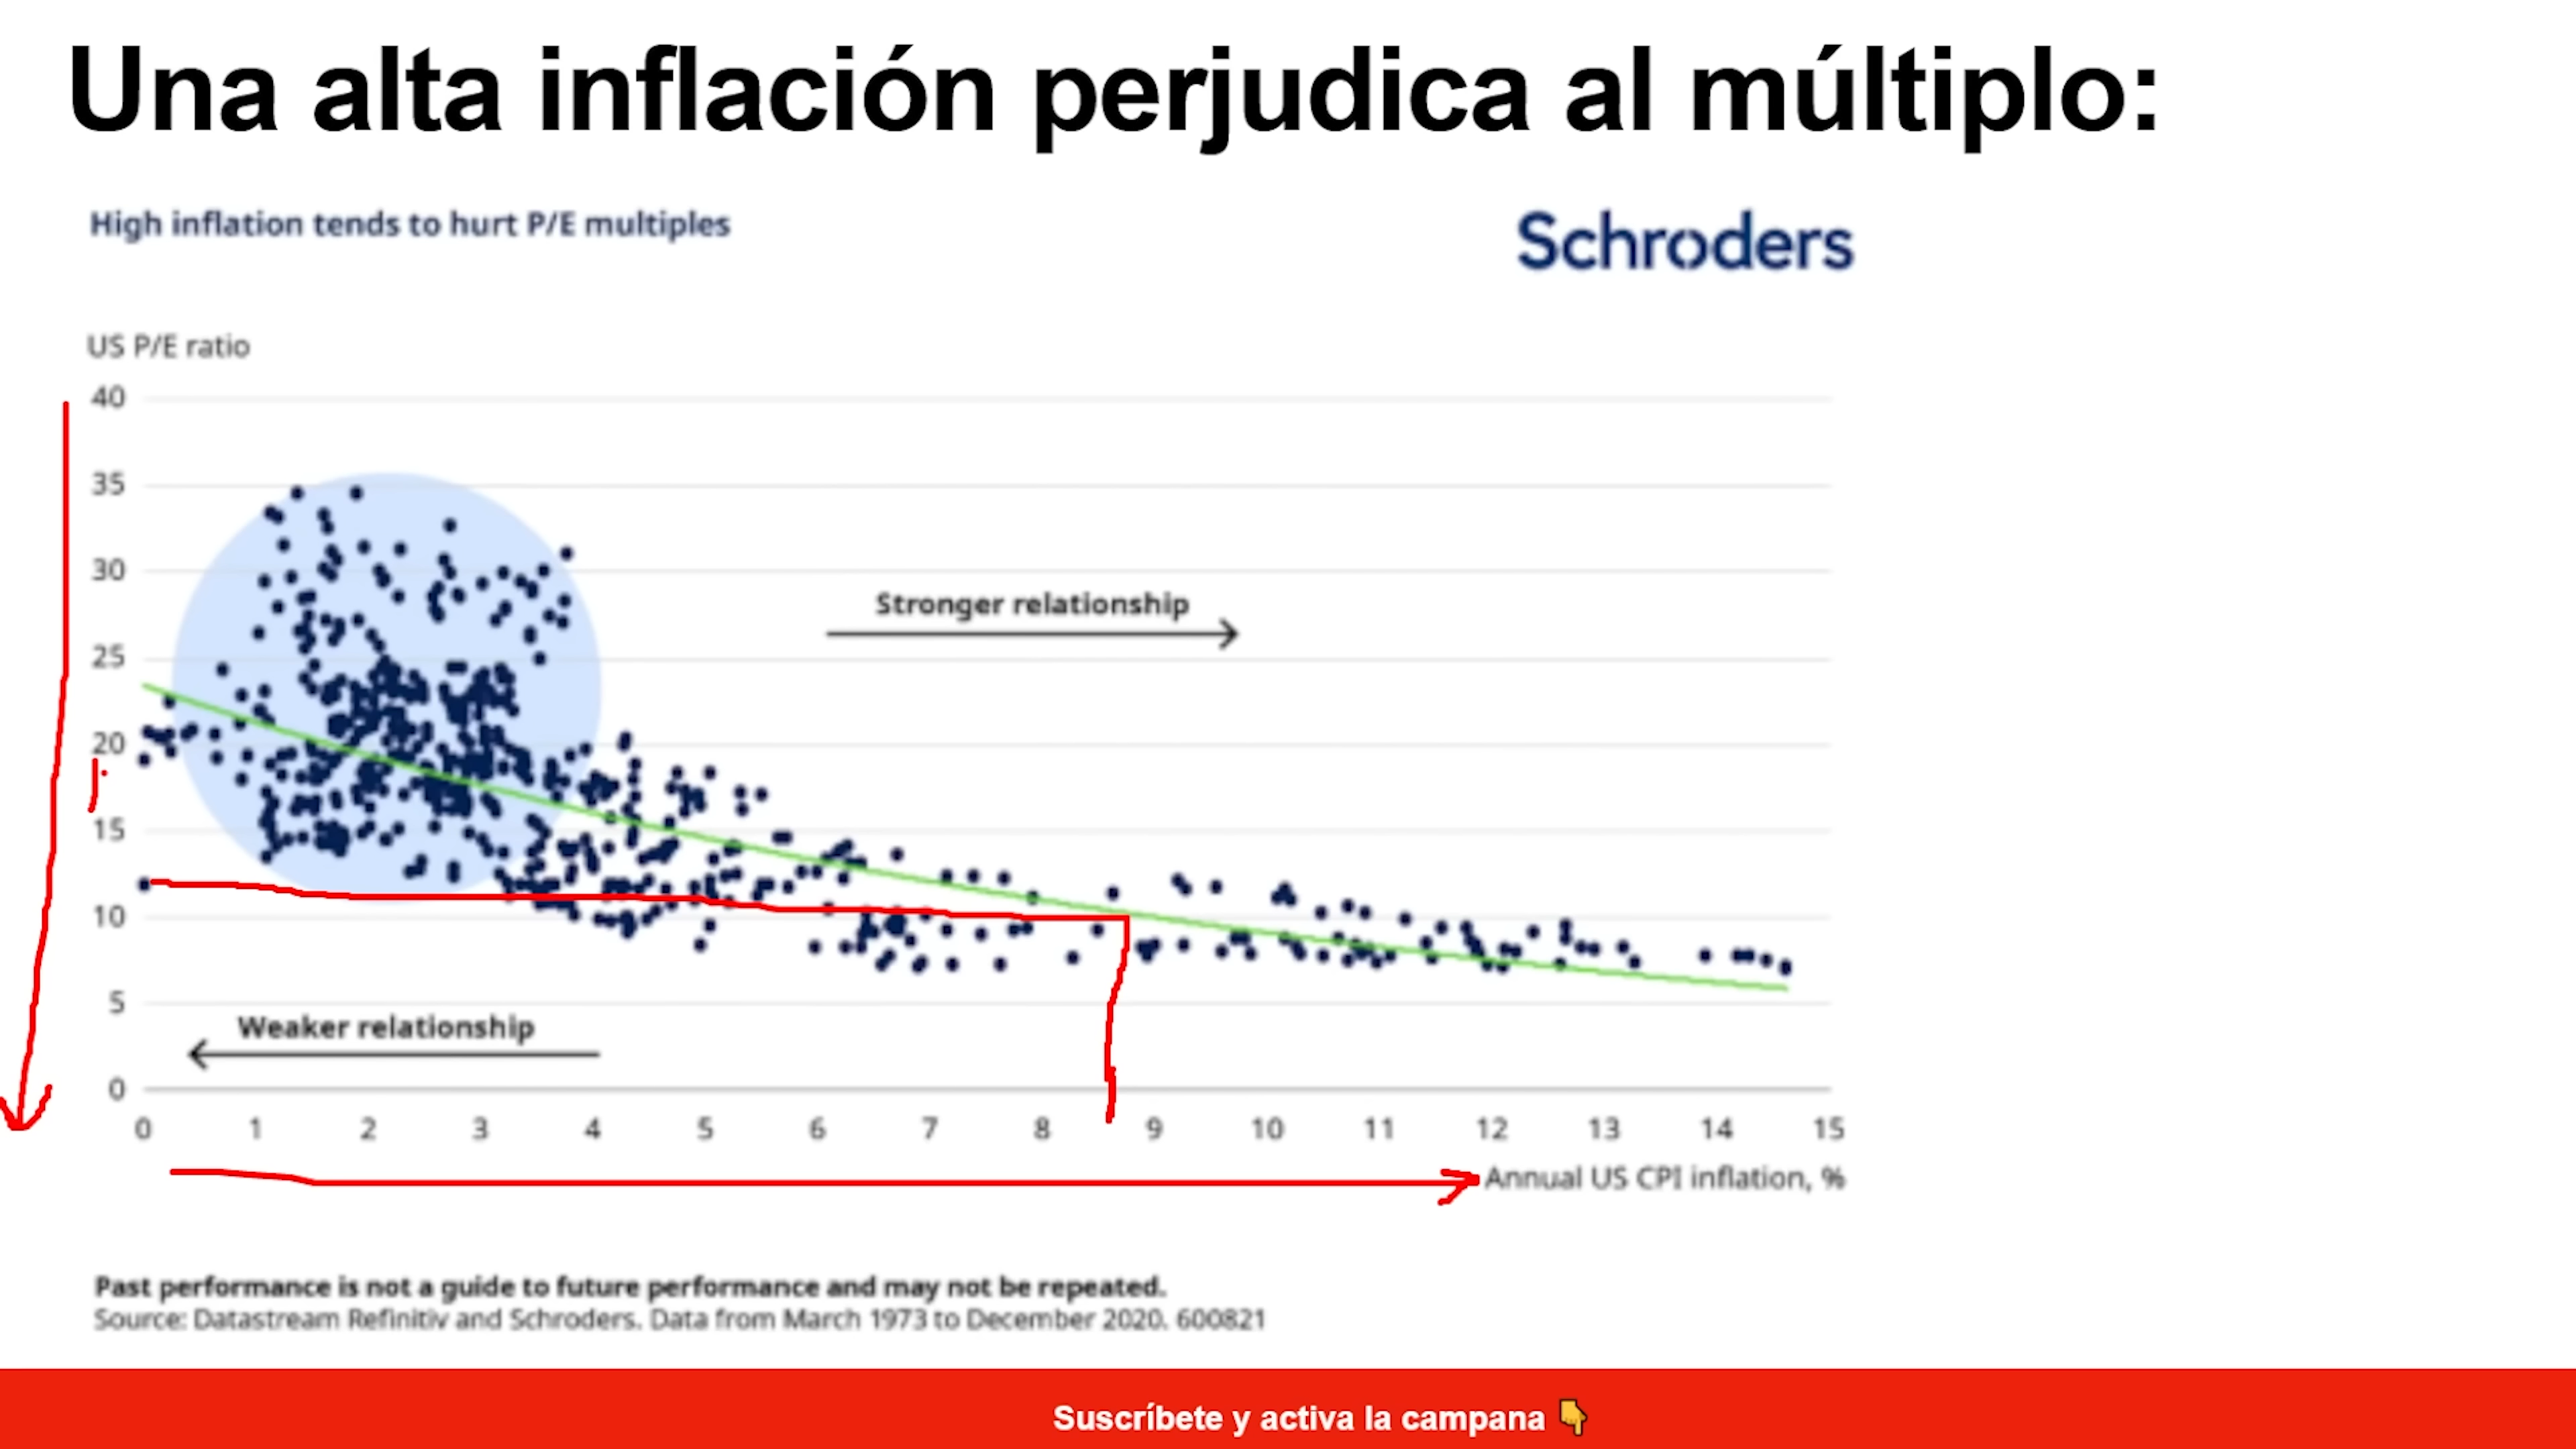 Una alta inflación perjudica al múltiplo:
High inflation tends to hurt P/E multiples
Schroders
US P/E ratio
40
35
30
Stronger relationship
25
20
15
10
5
Weaker relationship
0
0 1 2 3 4 5 6 7 8 9 10 11 12 13 14 15
Annual US CPI inflation, %
Past performance is not a guide to future performance and may not be repeated.
Source: Datastream Refinitiv and Schroders. Data from March 1973 to December 2020. 600821
Suscríbete y activa la campana 👇